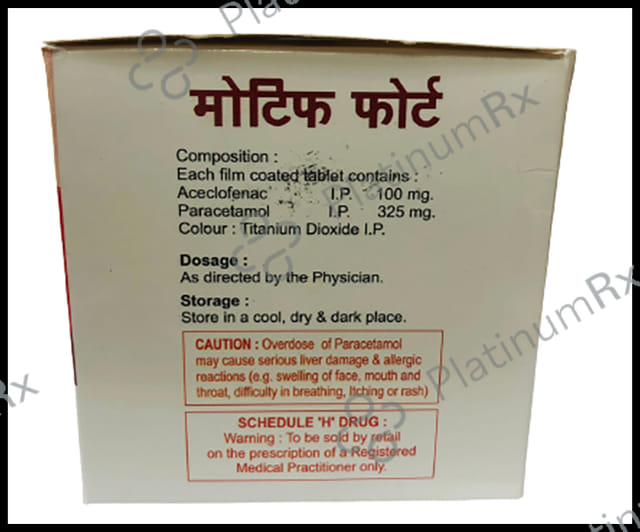 मोटिफ फोर्ट
Composition :
Each film coated tablet contains :
Aceclofenac I.P. 100 mg.
Paracetamol I.P. 325 mg.
Colour : Titanium Dioxide I.P.
Dosage :
As directed by the Physician.
Storage :
Store in a cool, dry & dark place.
CAUTION : Overdose of Paracetamol
may cause serious liver damage & allergic
reactions (e.g. swelling of face, mouth and
throat, difficulty in breathing, Itching or rash)
SCHEDULE 'H' DRUG :
Warning : To be sold by retail
on the prescription of a Registered
Medical Practitioner only.
PlatinumRx
PlatinumRx
PlatinumRx
Rx